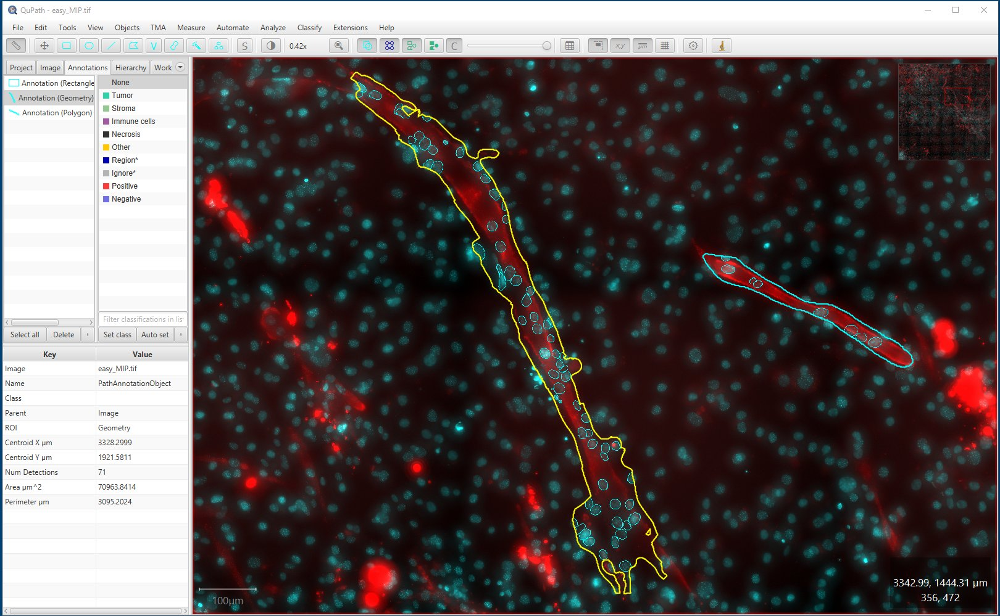 QuPath - easy_MIP.tif
File Edit Tools View Objects TMA Measure Automate Analyze Classify Extensions Help
V S 0.42x C x,y μm
Project Image Annotations Hierarchy Work
Annotation (Rectangle
Annotation (Geometry)
Annotation (Polygon)
None
Tumor
Stroma
Immune cells
Necrosis
Other
Region*
Ignore*
Positive
Negative
Filter classifications in list
Select all Delete Set class Auto set
Key Value
Image easy_MIP.tif
Name PathAnnotationObject
Class
Parent Image
ROI Geometry
Centroid X µm 3328.2999
Centroid Y µm 1921.5811
Num Detections 71
Area µm^2 70963.8414
Perimeter µm 3095.2024
100µm
3342.99, 1444.31 µm
356, 472